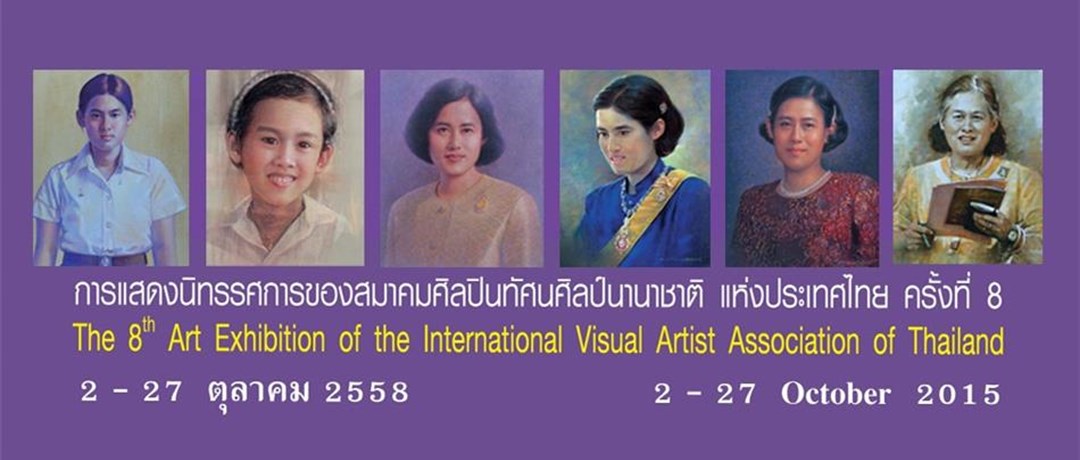 การแสดงนิทรรศการของสมาคมศิลปินทัศนศิลป์นานาชาติ แห่งประเทศไทย ครั้งที่ 8
The 8th Art Exhibition of the International Visual Artist Association of Thailand
2 - 27 ตุลาคม 2558 2 - 27 October 2015